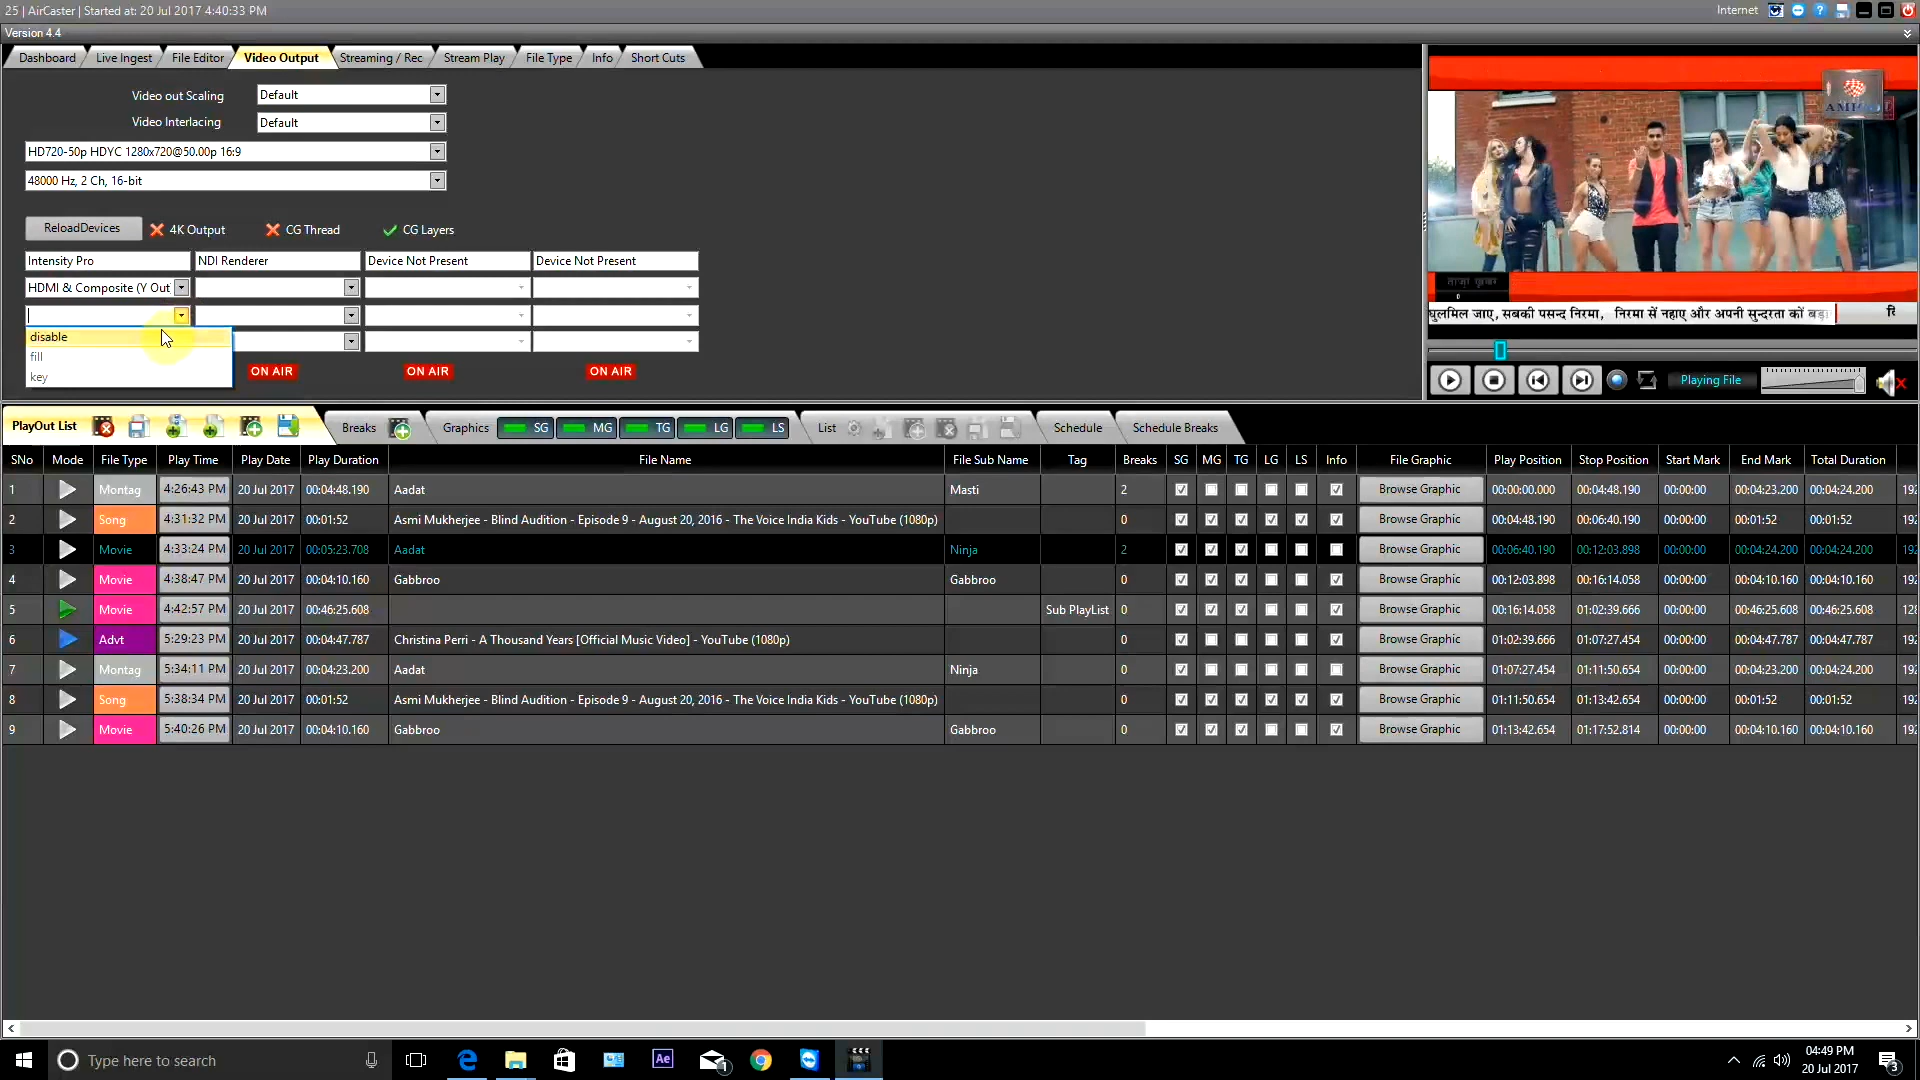 25 | AirCaster | Started at: 20 Jul 2017 4:40:33 PM
Internet
Version 4.4
Dashboard Live Ingest File Editor Video Output Streaming / Rec Stream Play File Type Info Short Cuts
Video out Scaling Default
Video Interlacing Default
HD720-50p HDYC 1280x720@50.00p 16:9
48000 Hz, 2 Ch, 16-bit
ReloadDevices 4K Output CG Thread CG Layers
Intensity Pro NDI Renderer Device Not Present Device Not Present
HDMI & Composite (Y Out
disable
fill
key
ON AIR ON AIR ON AIR
ताज़ा ख़बर
घुलमिल जाए, सबकी पसन्द निरमा, निरमा सें नहाए और अपनी सुन्दरता कों
Playing File
PlayOut List Breaks Graphics SG MG TG LG LS List Schedule Schedule Breaks
SNo Mode File Type Play Time Play Date Play Duration File Name File Sub Name Tag Breaks SG MG TG LG LS Info File Graphic Play Position Stop Position Start Mark End Mark Total Duration
1 Montag 4:26:43 PM 20 Jul 2017 00:04:48.190 Aadat Masti 2 Browse Graphic 00:00:00.000 00:04:48.190 00:00:00 00:04:23.200 00:04:24.200 192
2 Song 4:31:32 PM 20 Jul 2017 00:01:52 Asmi Mukherjee - Blind Audition - Episode 9 - August 20, 2016 - The Voice India Kids - YouTube (1080p) 0 Browse Graphic 00:04:48.190 00:06:40.190 00:00:00 00:01:52 00:01:52 192
3 Movie 4:33:24 PM 20 Jul 2017 00:05:23.708 Aadat Ninja 2 Browse Graphic 00:06:40.190 00:12:03.898 00:00:00 00:04:24.200 00:04:24.200 192
4 Movie 4:38:47 PM 20 Jul 2017 00:04:10.160 Gabbroo Gabbroo 0 Browse Graphic 00:12:03.898 00:16:14.058 00:00:00 00:04:10.160 00:04:10.160 192
5 Movie 4:42:57 PM 20 Jul 2017 00:46:25.608 Sub PlayList 0 Browse Graphic 00:16:14.058 01:02:39.666 00:00:00 00:46:25.608 00:46:25.608 128
6 Advt 5:29:23 PM 20 Jul 2017 00:04:47.787 Christina Perri - A Thousand Years [Official Music Video] - YouTube (1080p) 0 Browse Graphic 01:02:39.666 01:07:27.454 00:00:00 00:04:47.787 00:04:47.787 192
7 Montag 5:34:11 PM 20 Jul 2017 00:04:23.200 Aadat Ninja 0 Browse Graphic 01:07:27.454 01:11:50.654 00:00:00 00:04:23.200 00:04:24.200 192
8 Song 5:38:34 PM 20 Jul 2017 00:01:52 Asmi Mukherjee - Blind Audition - Episode 9 - August 20, 2016 - The Voice India Kids - YouTube (1080p) 0 Browse Graphic 01:11:50.654 01:13:42.654 00:00:00 00:01:52 00:01:52 192
9 Movie 5:40:26 PM 20 Jul 2017 00:04:10.160 Gabbroo Gabbroo 0 Browse Graphic 01:13:42.654 01:17:52.814 00:00:00 00:04:10.160 00:04:10.160 192
Type here to search Ae 1 04:49 PM
20 Jul 2017 3